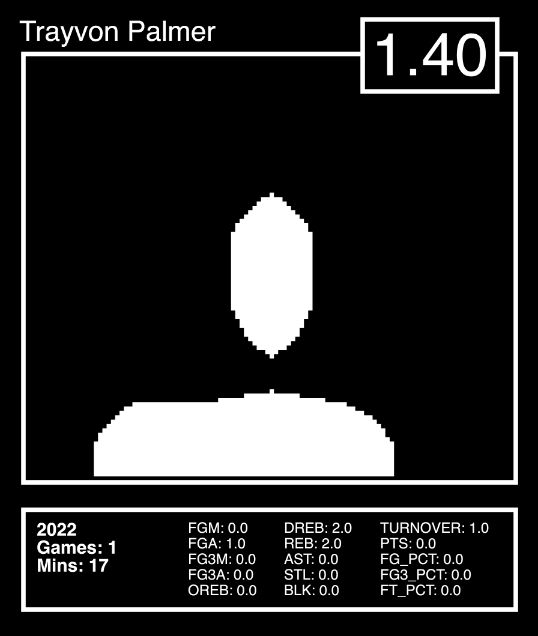 Trayvon Palmer
1.40
2022
Games: 1
Mins: 17
FGM: 0.0
FGA: 1.0
FG3M: 0.0
FG3A: 0.0
OREB: 0.0
DREB: 2.0
REB: 2.0
AST: 0.0
STL: 0.0
BLK: 0.0
TURNOVER: 1.0
PTS: 0.0
FG_PCT: 0.0
FG3_PCT: 0.0
FT_PCT: 0.0